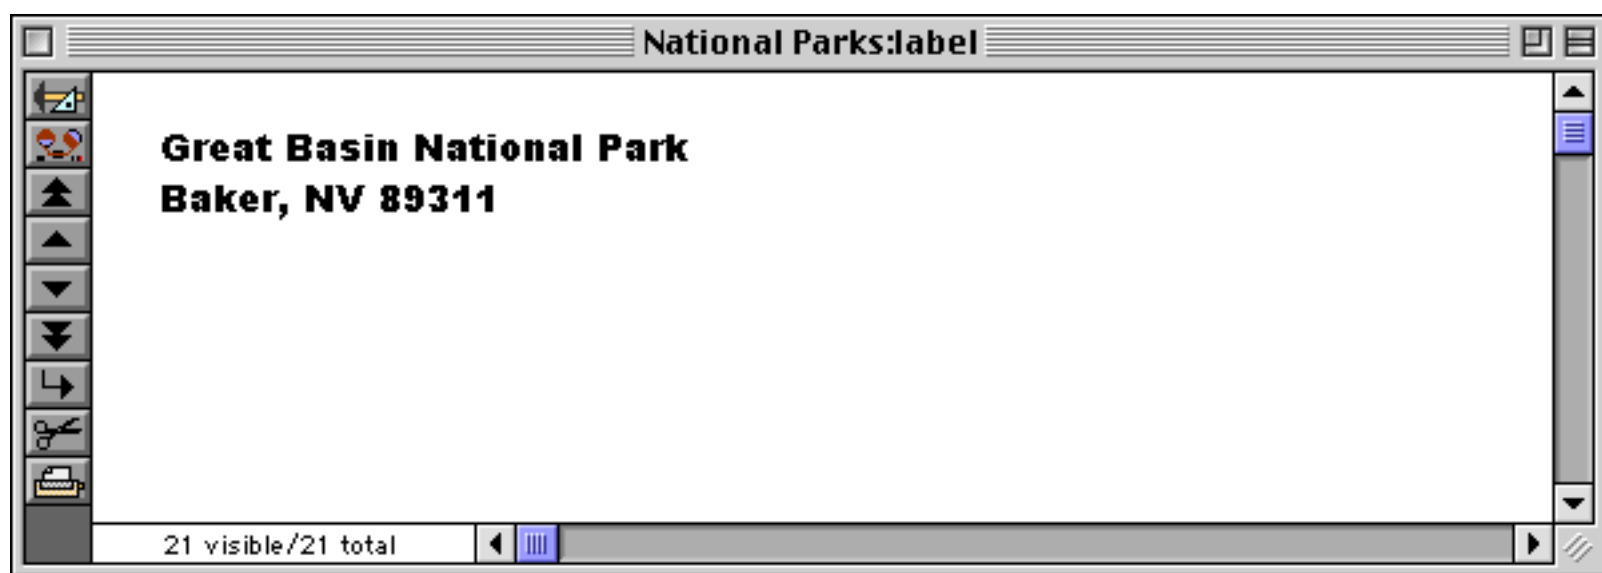 National Parks:label
Great Basin National Park
Baker, NV 89311
21 visible/21 total